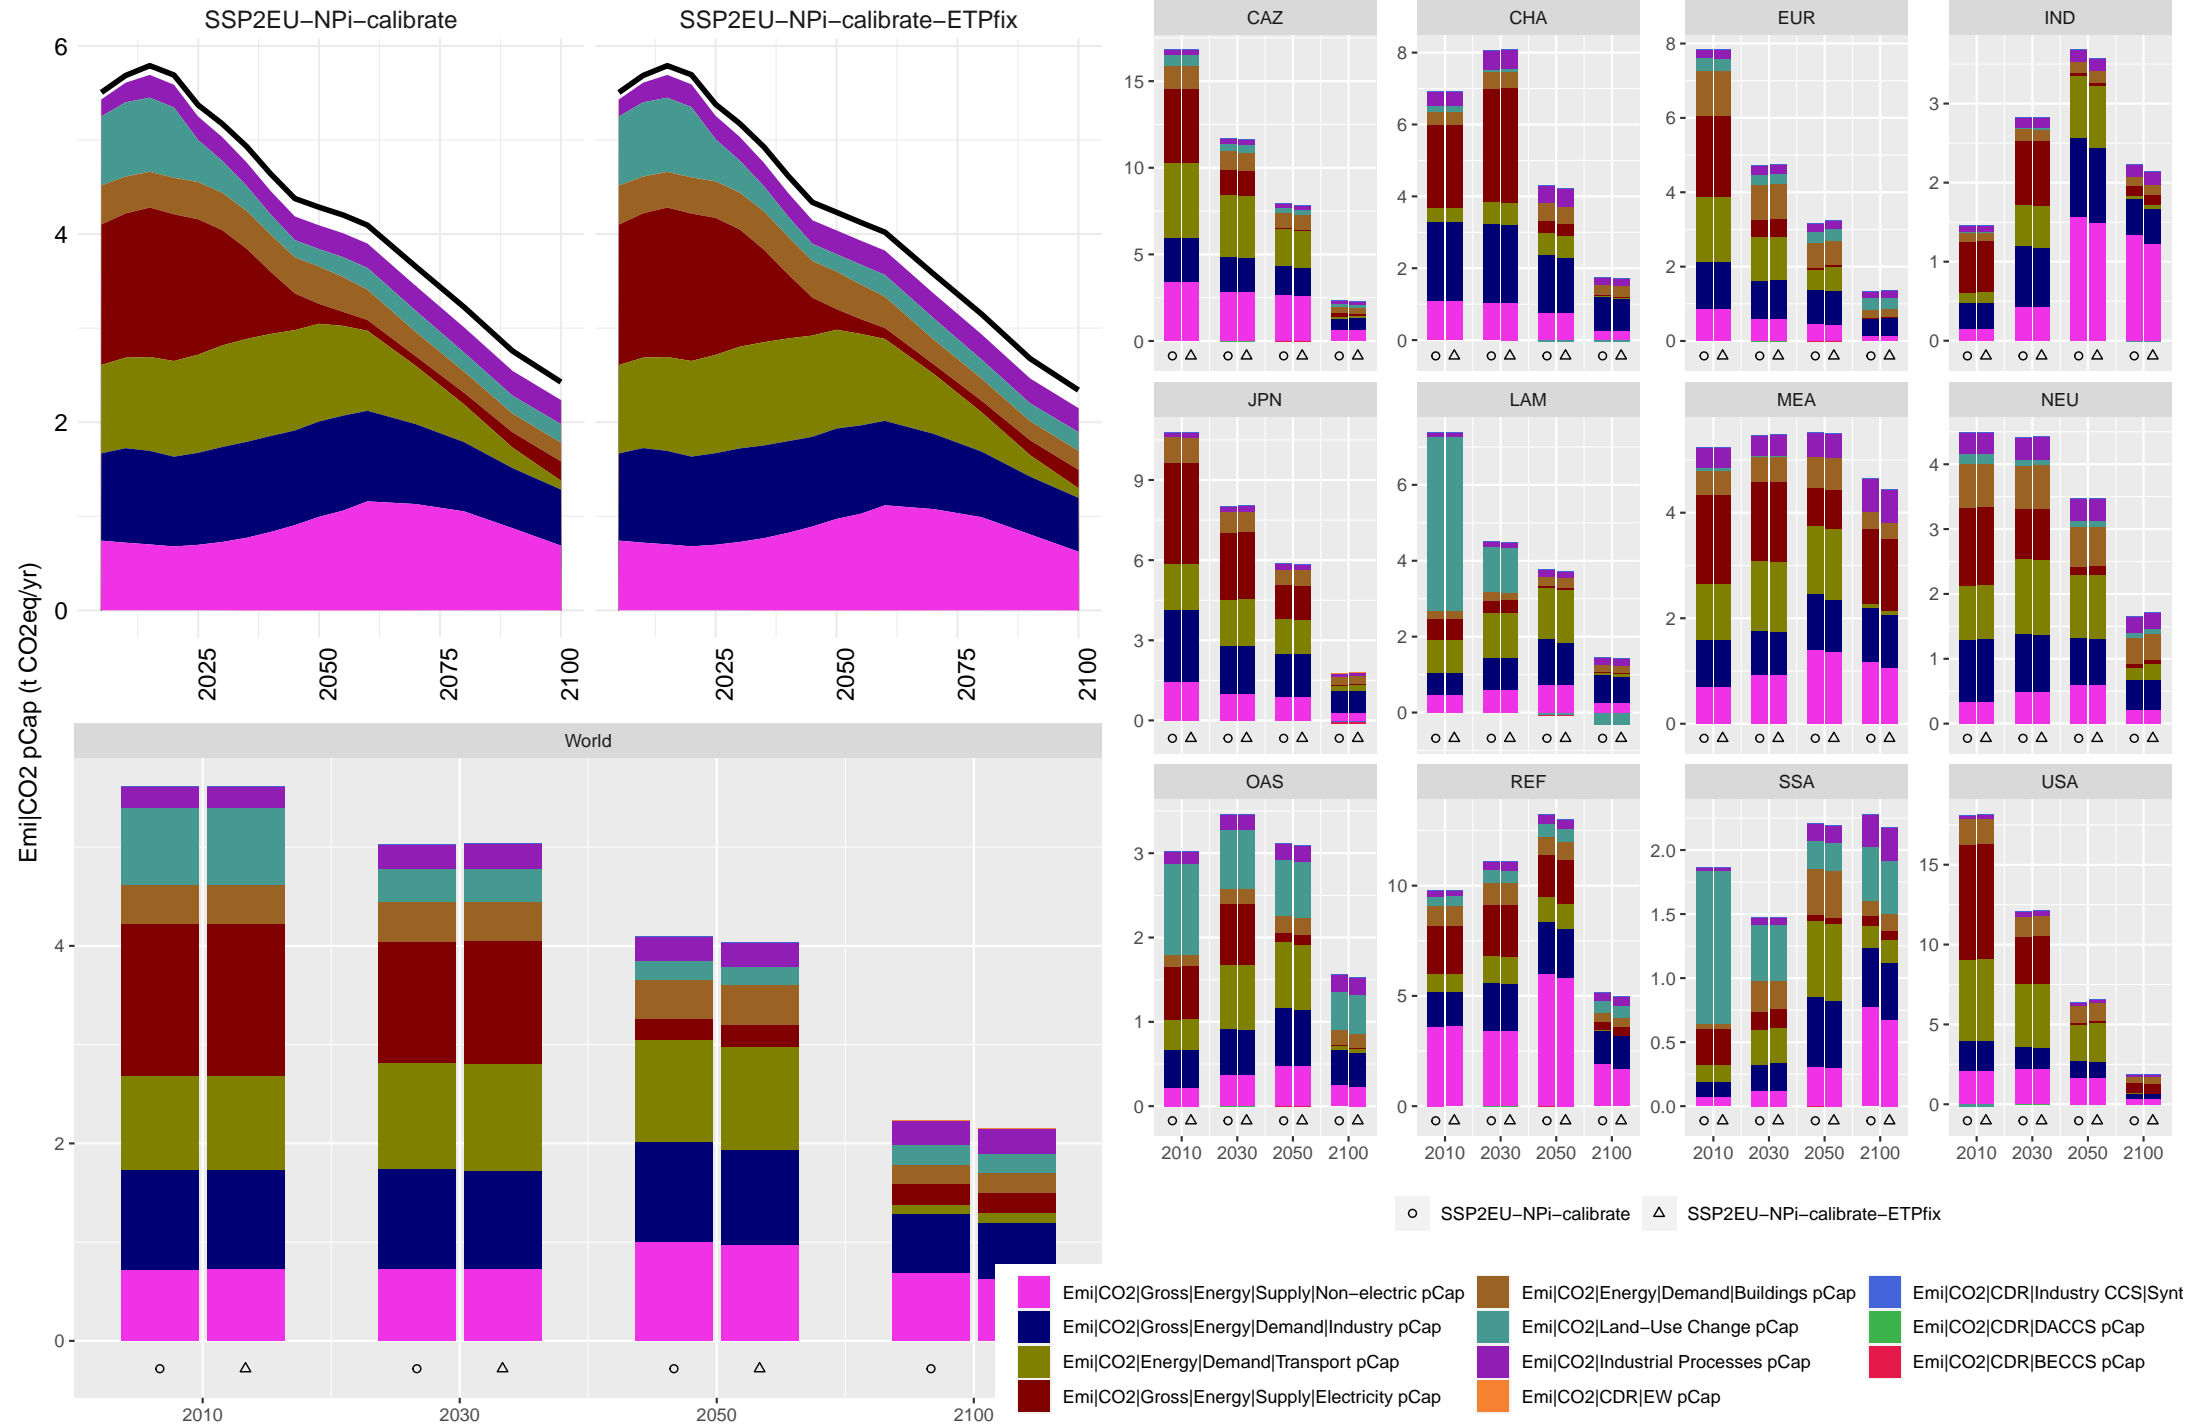 SSP2EU−NPi−calibrate
SSP2EU−NPi−calibrate−ETPfix
6
4
2
0
2025
2050
2075
2100
2025
2050
2075
2100
Emi|CO2 pCap (t CO2eq/yr)
World
4
2
0
2010
2030
2050
2100
CAZ
15
10
5
0
CHA
8
6
4
2
0
EUR
8
6
4
2
0
IND
3
2
1
0
JPN
9
6
3
0
LAM
6
4
2
0
MEA
4
2
0
NEU
4
3
2
1
0
OAS
3
2
1
0
2010 2030 2050 2100
REF
10
5
0
2010 2030 2050 2100
SSA
2.0
1.5
1.0
0.5
0.0
2010 2030 2050 2100
USA
15
10
5
0
2010 2030 2050 2100
SSP2EU−NPi−calibrate
SSP2EU−NPi−calibrate−ETPfix
Emi|CO2|Gross|Energy|Supply|Non−electric pCap
Emi|CO2|Gross|Energy|Demand|Industry pCap
Emi|CO2|Energy|Demand|Transport pCap
Emi|CO2|Gross|Energy|Supply|Electricity pCap
Emi|CO2|Energy|Demand|Buildings pCap
Emi|CO2|Land−Use Change pCap
Emi|CO2|Industrial Processes pCap
Emi|CO2|CDR|EW pCap
Emi|CO2|CDR|Industry CCS|Synt
Emi|CO2|CDR|DACCS pCap
Emi|CO2|CDR|BECCS pCap